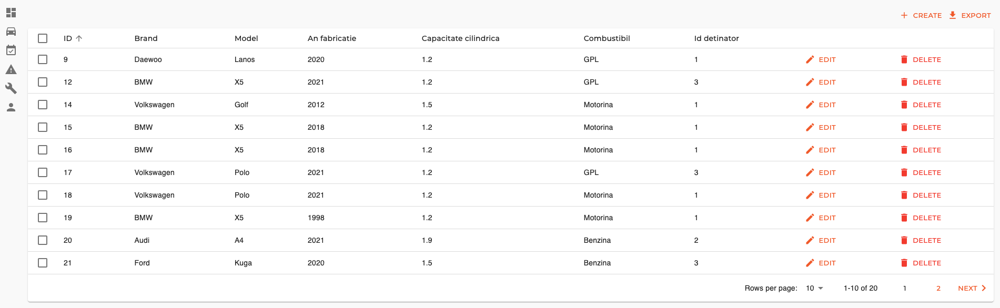 CREATE EXPORT
ID Brand Model An fabricatie Capacitate cilindrica Combustibil Id detinator
9 Daewoo Lanos 2020 1.2 GPL 1 EDIT DELETE
12 BMW X5 2021 1.2 GPL 3 EDIT DELETE
14 Volkswagen Golf 2012 1.5 Motorina 1 EDIT DELETE
15 BMW X5 2018 1.2 Motorina 1 EDIT DELETE
16 BMW X5 2018 1.2 Motorina 1 EDIT DELETE
17 Volkswagen Polo 2021 1.2 GPL 3 EDIT DELETE
18 Volkswagen Polo 2021 1.2 Motorina 1 EDIT DELETE
19 BMW X5 1998 1.2 Motorina 1 EDIT DELETE
20 Audi A4 2021 1.9 Benzina 2 EDIT DELETE
21 Ford Kuga 2020 1.5 Benzina 3 EDIT DELETE
Rows per page: 10 1-10 of 20 1 2 NEXT